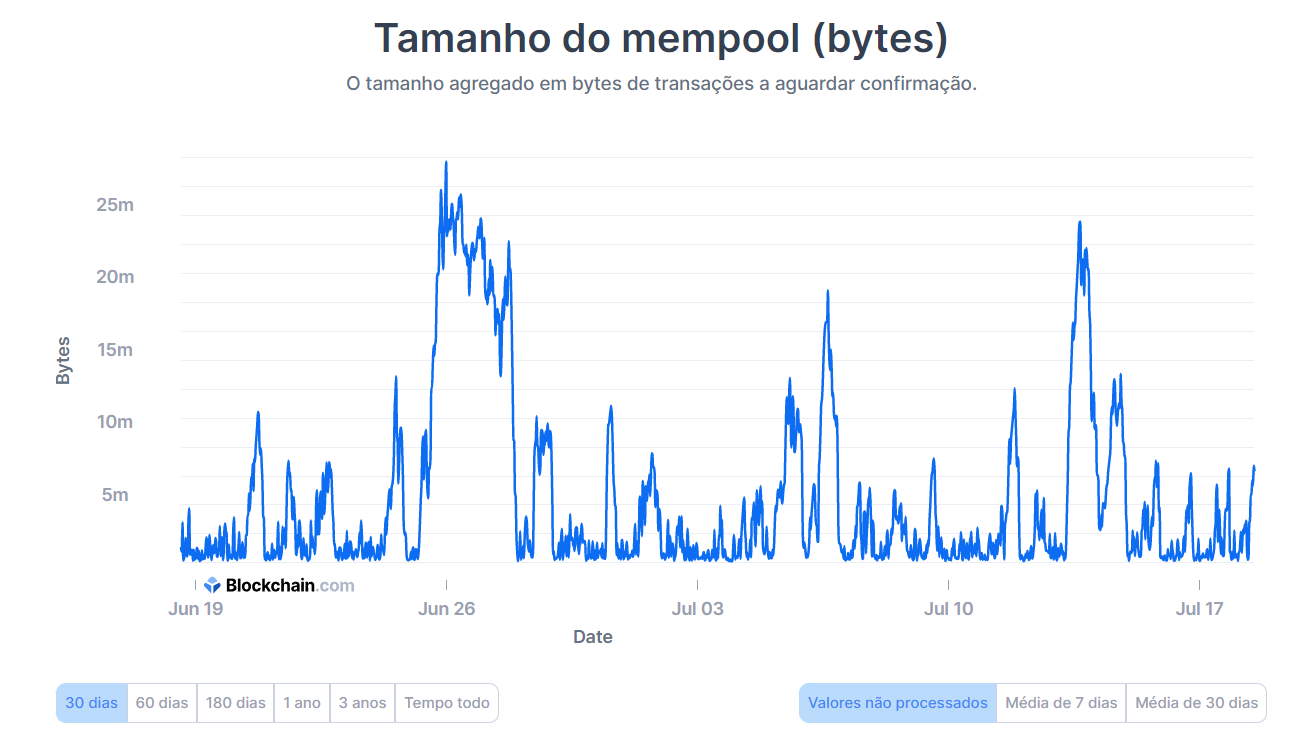 Tamanho do mempool (bytes)
O tamanho agregado em bytes de transações a aguardar confirmação.
25m
20m
15m
10m
5m
Bytes
Blockchain.com
Jun 19
Jun 26
Jul 03
Jul 10
Jul 17
Date
30 dias
60 dias
180 dias
1 ano
3 anos
Tempo todo
Valores não processados
Média de 7 dias
Média de 30 dias